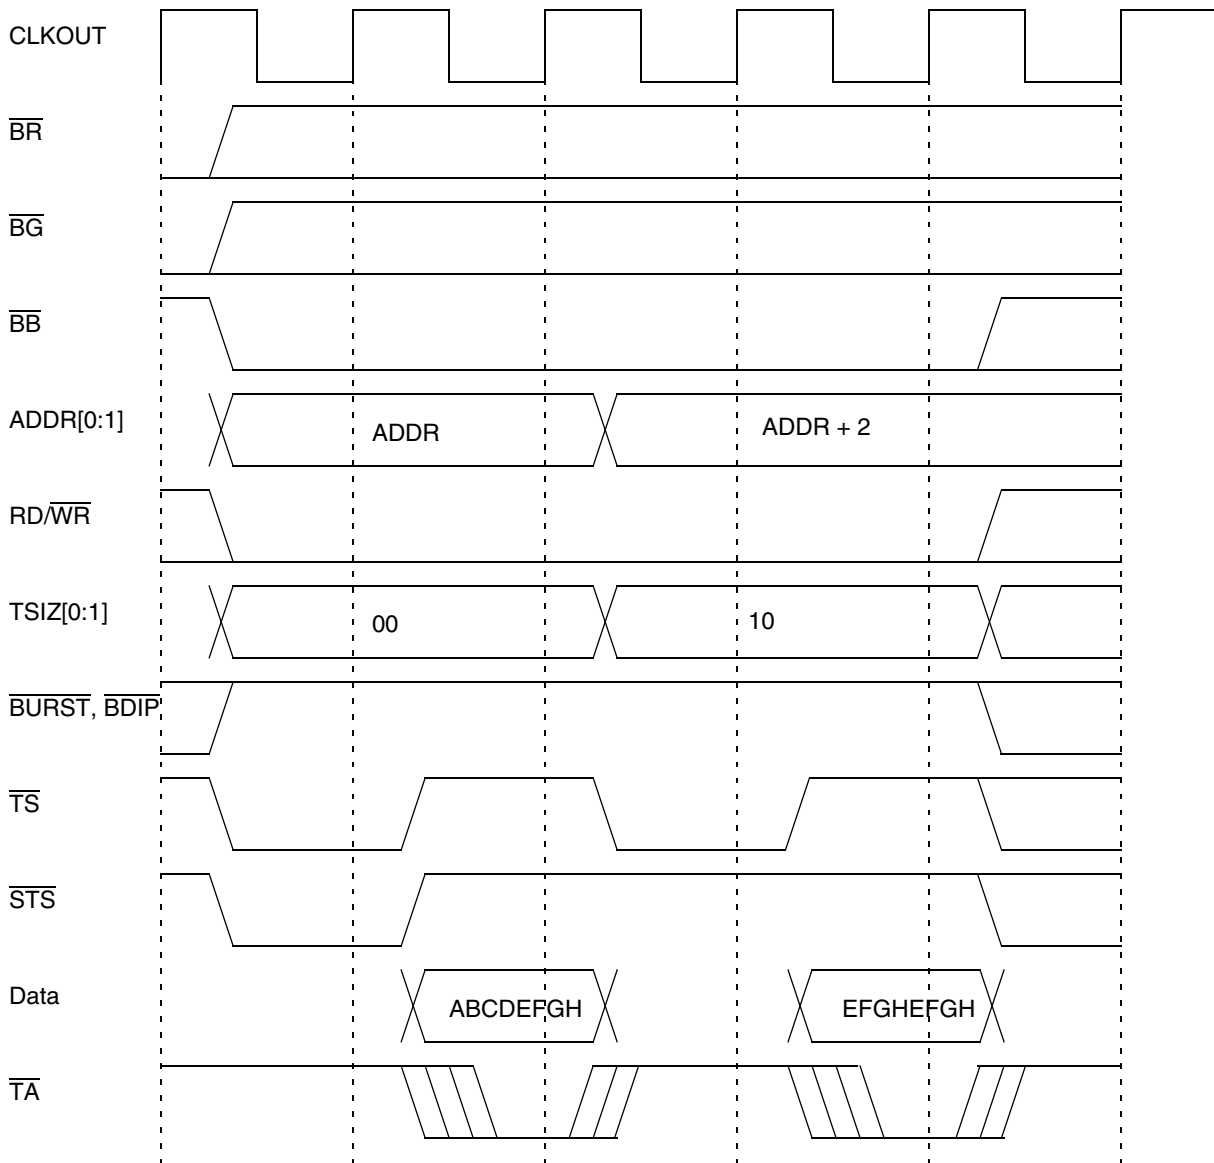 CLKOUT
BR
BG
BB
ADDR[0:1]
ADDR
ADDR + 2
RD/WR
TSIZ[0:1]
00
10
BURST, BDIP
TS
STS
Data
ABCDEFGH
EFGHEFGH
TA